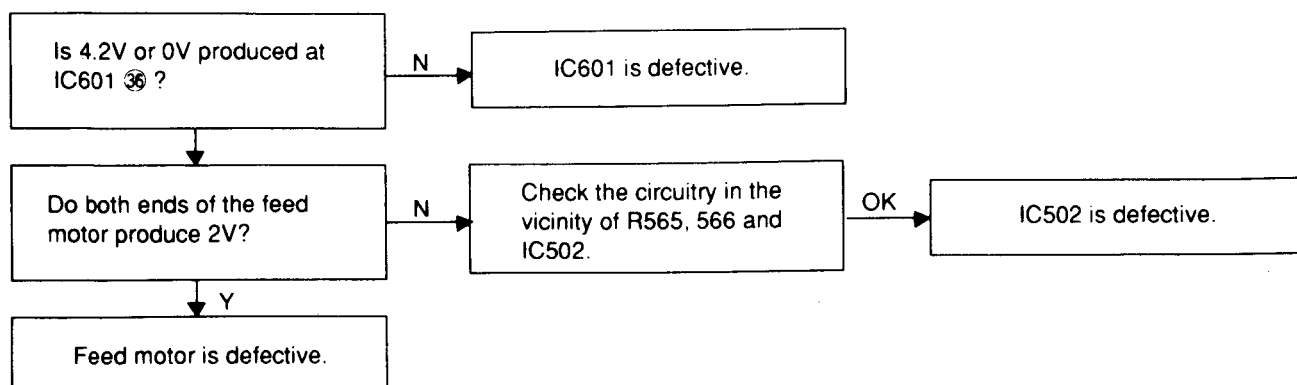 Is 4.2V or 0V produced at
IC601 ㊱ ?
N
IC601 is defective.
Do both ends of the feed
motor produce 2V?
N
Check the circuitry in the
vicinity of R565, 566 and
IC502.
OK
IC502 is defective.
Y
Feed motor is defective.